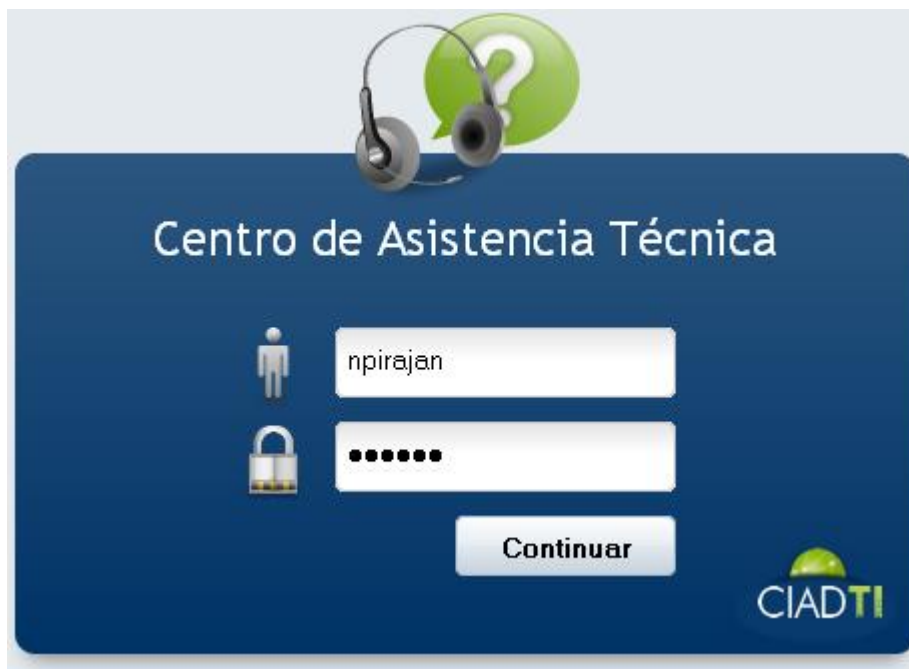 ?
Centro de Asistencia Técnica
npirajan
••••••
Continuar
CIADTI